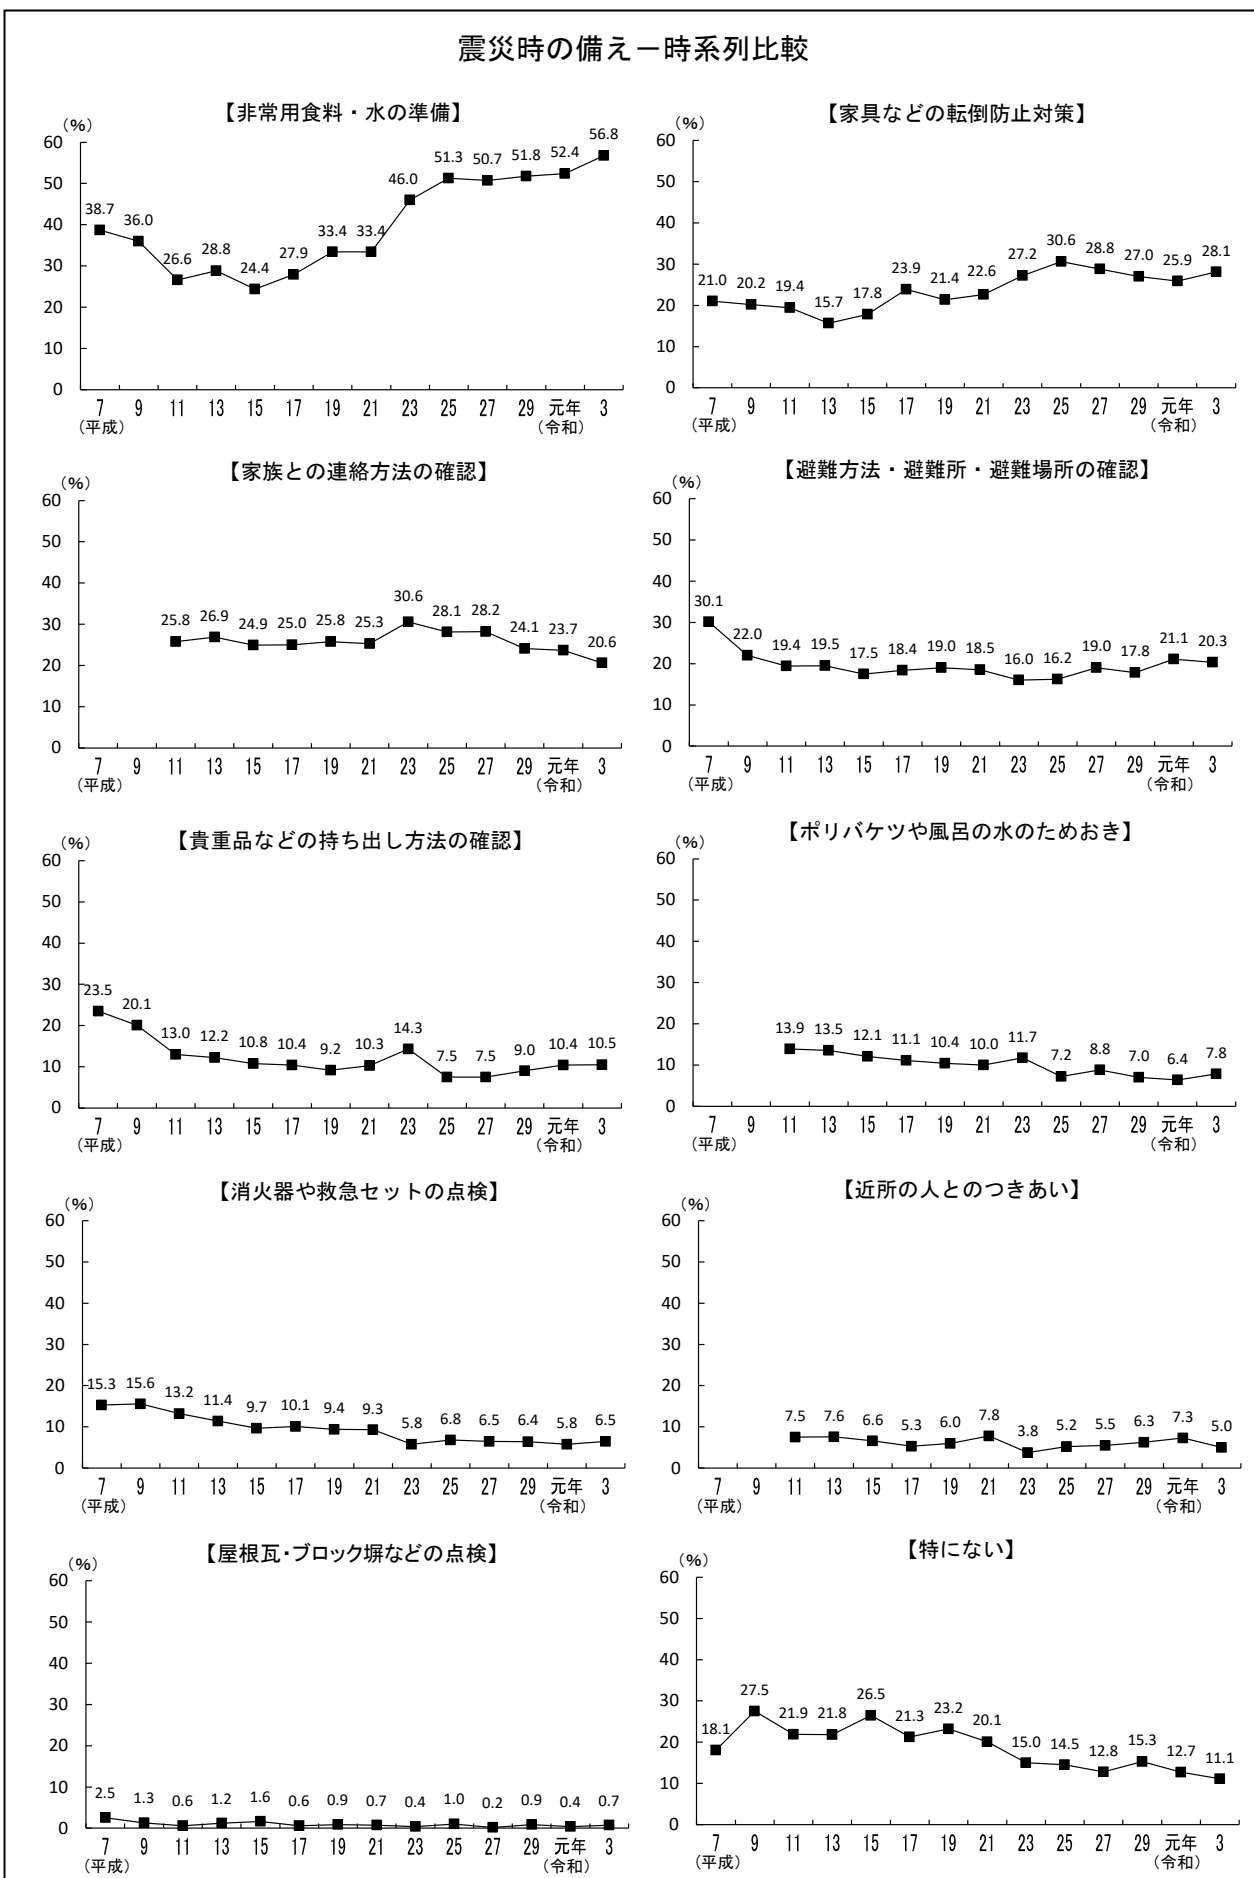 震災時の備え－時系列比較
【非常用食料・水の準備】
（%）
60
50
40
30
20
10
0
38.7 36.0 26.6 28.8 24.4 27.9 33.4 33.4 46.0 51.3 50.7 51.8 52.4 56.8
7 9 11 13 15 17 19 21 23 25 27 29 元年 3
（平成） （令和）
【家具などの転倒防止対策】
（%）
60
50
40
30
20
10
0
21.0 20.2 19.4 15.7 17.8 23.9 21.4 22.6 27.2 30.6 28.8 27.0 25.9 28.1
7 9 11 13 15 17 19 21 23 25 27 29 元年 3
（平成） （令和）
【家族との連絡方法の確認】
（%）
60
50
40
30
20
10
0
25.8 26.9 24.9 25.0 25.8 25.3 30.6 28.1 28.2 24.1 23.7 20.6
7 9 11 13 15 17 19 21 23 25 27 29 元年 3
（平成） （令和）
【避難方法・避難所・避難場所の確認】
（%）
60
50
40
30
20
10
0
30.1 22.0 19.4 19.5 17.5 18.4 19.0 18.5 16.0 16.2 19.0 17.8 21.1 20.3
7 9 11 13 15 17 19 21 23 25 27 29 元年 3
（平成） （令和）
【貴重品などの持ち出し方法の確認】
（%）
60
50
40
30
20
10
0
23.5 20.1 13.0 12.2 10.8 10.4 9.2 10.3 14.3 7.5 7.5 9.0 10.4 10.5
7 9 11 13 15 17 19 21 23 25 27 29 元年 3
（平成） （令和）
【ポリバケツや風呂の水のためおき】
（%）
60
50
40
30
20
10
0
13.9 13.5 12.1 11.1 10.4 10.0 11.7 7.2 8.8 7.0 6.4 7.8
7 9 11 13 15 17 19 21 23 25 27 29 元年 3
（平成） （令和）
【消火器や救急セットの点検】
（%）
60
50
40
30
20
10
0
15.3 15.6 13.2 11.4 9.7 10.1 9.4 9.3 5.8 6.8 6.5 6.4 5.8 6.5
7 9 11 13 15 17 19 21 23 25 27 29 元年 3
（平成） （令和）
【近所の人とのつきあい】
（%）
60
50
40
30
20
10
0
7.5 7.6 6.6 5.3 6.0 7.8 3.8 5.2 5.5 6.3 7.3 5.0
7 9 11 13 15 17 19 21 23 25 27 29 元年 3
（平成） （令和）
【屋根瓦・ブロック塀などの点検】
（%）
60
50
40
30
20
10
0
2.5 1.3 0.6 1.2 1.6 0.6 0.9 0.7 0.4 1.0 0.2 0.9 0.4 0.7
7 9 11 13 15 17 19 21 23 25 27 29 元年 3
（平成） （令和）
【特にない】
（%）
60
50
40
30
20
10
0
18.1 27.5 21.9 21.8 26.5 21.3 23.2 20.1 15.0 14.5 12.8 15.3 12.7 11.1
7 9 11 13 15 17 19 21 23 25 27 29 元年 3
（平成） （令和）